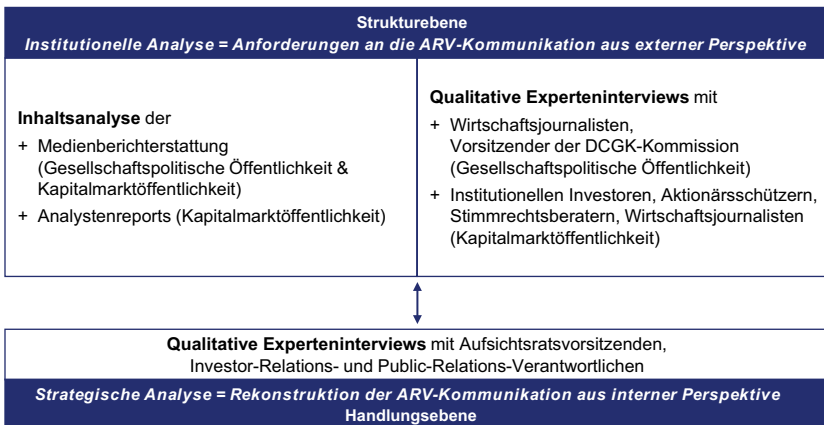 Strukturebene
Institutionelle Analyse = Anforderungen an die ARV-Kommunikation aus externer Perspektive
Inhaltsanalyse der
+ Medienberichterstattung
(Gesellschaftspolitische Öffentlichkeit &
Kapitalmarktöffentlichkeit)
+ Analystenreports (Kapitalmarktöffentlichkeit)
Qualitative Experteninterviews mit
+ Wirtschaftsjournalisten,
Vorsitzender der DCGK-Kommission
(Gesellschaftspolitische Öffentlichkeit)
+ Institutionellen Investoren, Aktionärsschützern,
Stimmrechtsberatern, Wirtschaftsjournalisten
(Kapitalmarktöffentlichkeit)
Qualitative Experteninterviews mit Aufsichtsratsvorsitzenden,
Investor-Relations- und Public-Relations-Verantwortlichen
Strategische Analyse = Rekonstruktion der ARV-Kommunikation aus interner Perspektive
Handlungsebene